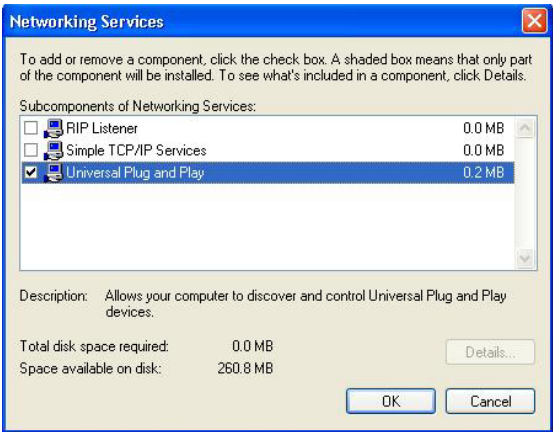 Networking Services
To add or remove a component, click the check box. A shaded box means that only part
of the component will be installed. To see what's included in a component, click Details.
Subcomponents of Networking Services:
RIP Listener 0.0 MB
Simple TCP/IP Services 0.0 MB
Universal Plug and Play 0.2 MB
Description: Allows your computer to discover and control Universal Plug and Play
devices.
Total disk space required: 0.0 MB
Details...
Space available on disk: 260.8 MB
OK Cancel